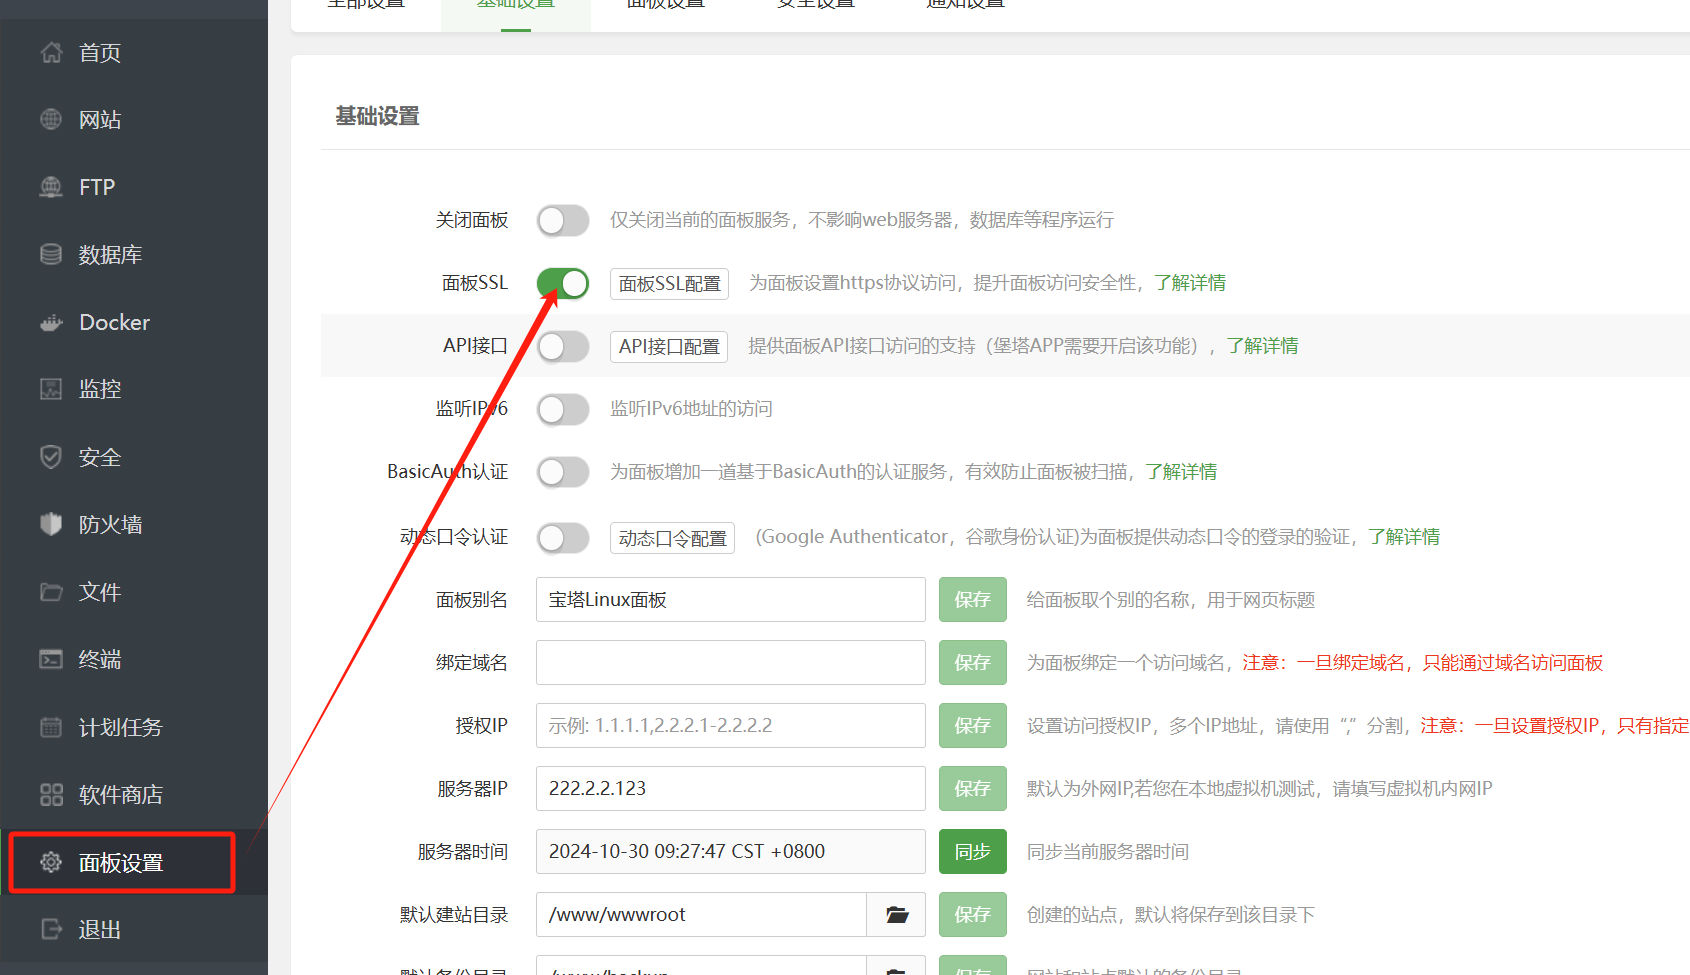 首页
网站
FTP
数据库
Docker
监控
安全
防火墙
文件
终端
计划任务
软件商店
面板设置
退出
全部设置 基础设置 面板设置 安全设置 通知设置
基础设置
关闭面板 仅关闭当前的面板服务，不影响web服务器，数据库等程序运行
面板SSL 面板SSL配置 为面板设置https协议访问，提升面板访问安全性，了解详情
API接口 API接口配置 提供面板API接口访问的支持（堡塔APP需要开启该功能），了解详情
监听IPv6 监听IPv6地址的访问
BasicAuth认证 为面板增加一道基于BasicAuth的认证服务，有效防止面板被扫描，了解详情
动态口令认证 动态口令配置 (Google Authenticator，谷歌身份认证)为面板提供动态口令的登录的验证，了解详情
面板别名 宝塔Linux面板 保存 给面板取个别的名称，用于网页标题
绑定域名 保存 为面板绑定一个访问域名，注意：一旦绑定域名，只能通过域名访问面板
授权IP 示例: 1.1.1.1,2.2.2.1-2.2.2.2 保存 设置访问授权IP，多个IP地址，请使用“,”分割，注意：一旦设置授权IP，只有指定
服务器IP 222.2.2.123 保存 默认为外网IP,若您在本地虚拟机测试，请填写虚拟机内网IP
服务器时间 2024-10-30 09:27:47 CST +0800 同步 同步当前服务器时间
默认建站目录 /www/wwwroot 保存 创建的站点，默认将保存到该目录下
默认备份目录 /www/backup 保存 网站和站点默认的备份目录